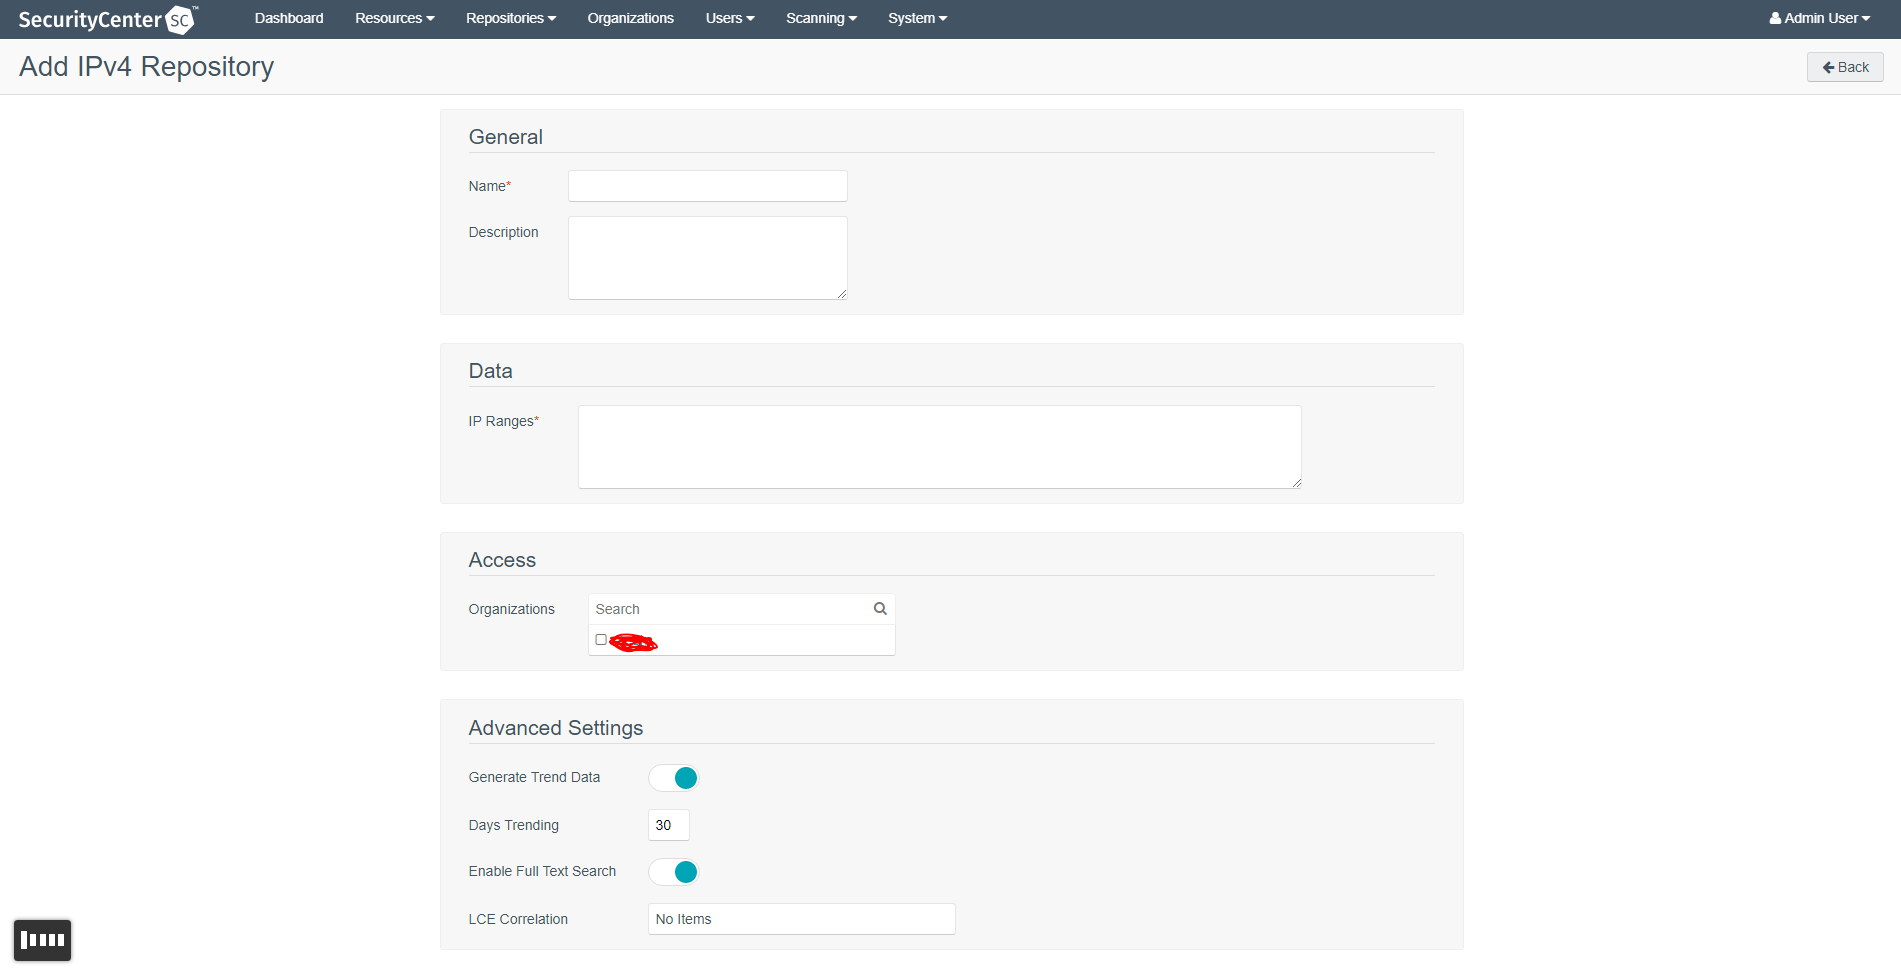 SecurityCenter SC™ Dashboard Resources Repositories Organizations Users Scanning System Admin User
Add IPv4 Repository Back
General
Name*
Description
Data
IP Ranges*
Access
Organizations Search
Advanced Settings
Generate Trend Data
Days Trending 30
Enable Full Text Search
LCE Correlation No Items